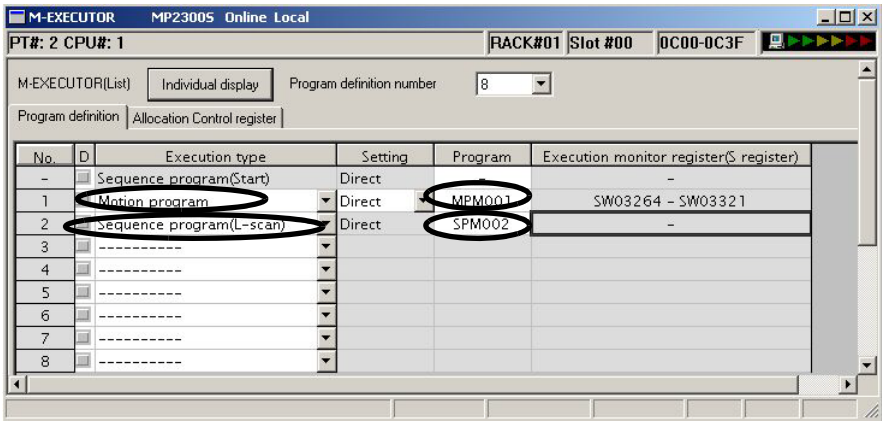 M-EXECUTOR MP2300S Online Local
PT#: 2 CPU#: 1 RACK#01 Slot #00 0C00-0C3F
M-EXECUTOR(List) Individual display Program definition number 8
Program definition Allocation Control register
No. D Execution type Setting Program Execution monitor register(S register)
- Sequence program(Start) Direct - -
1 Motion program Direct MPM001 SW03264 - SW03321
2 Sequence program(L-scan) Direct SPM002 -
3 ----------
4 ----------
5 ----------
6 ----------
7 ----------
8 ----------